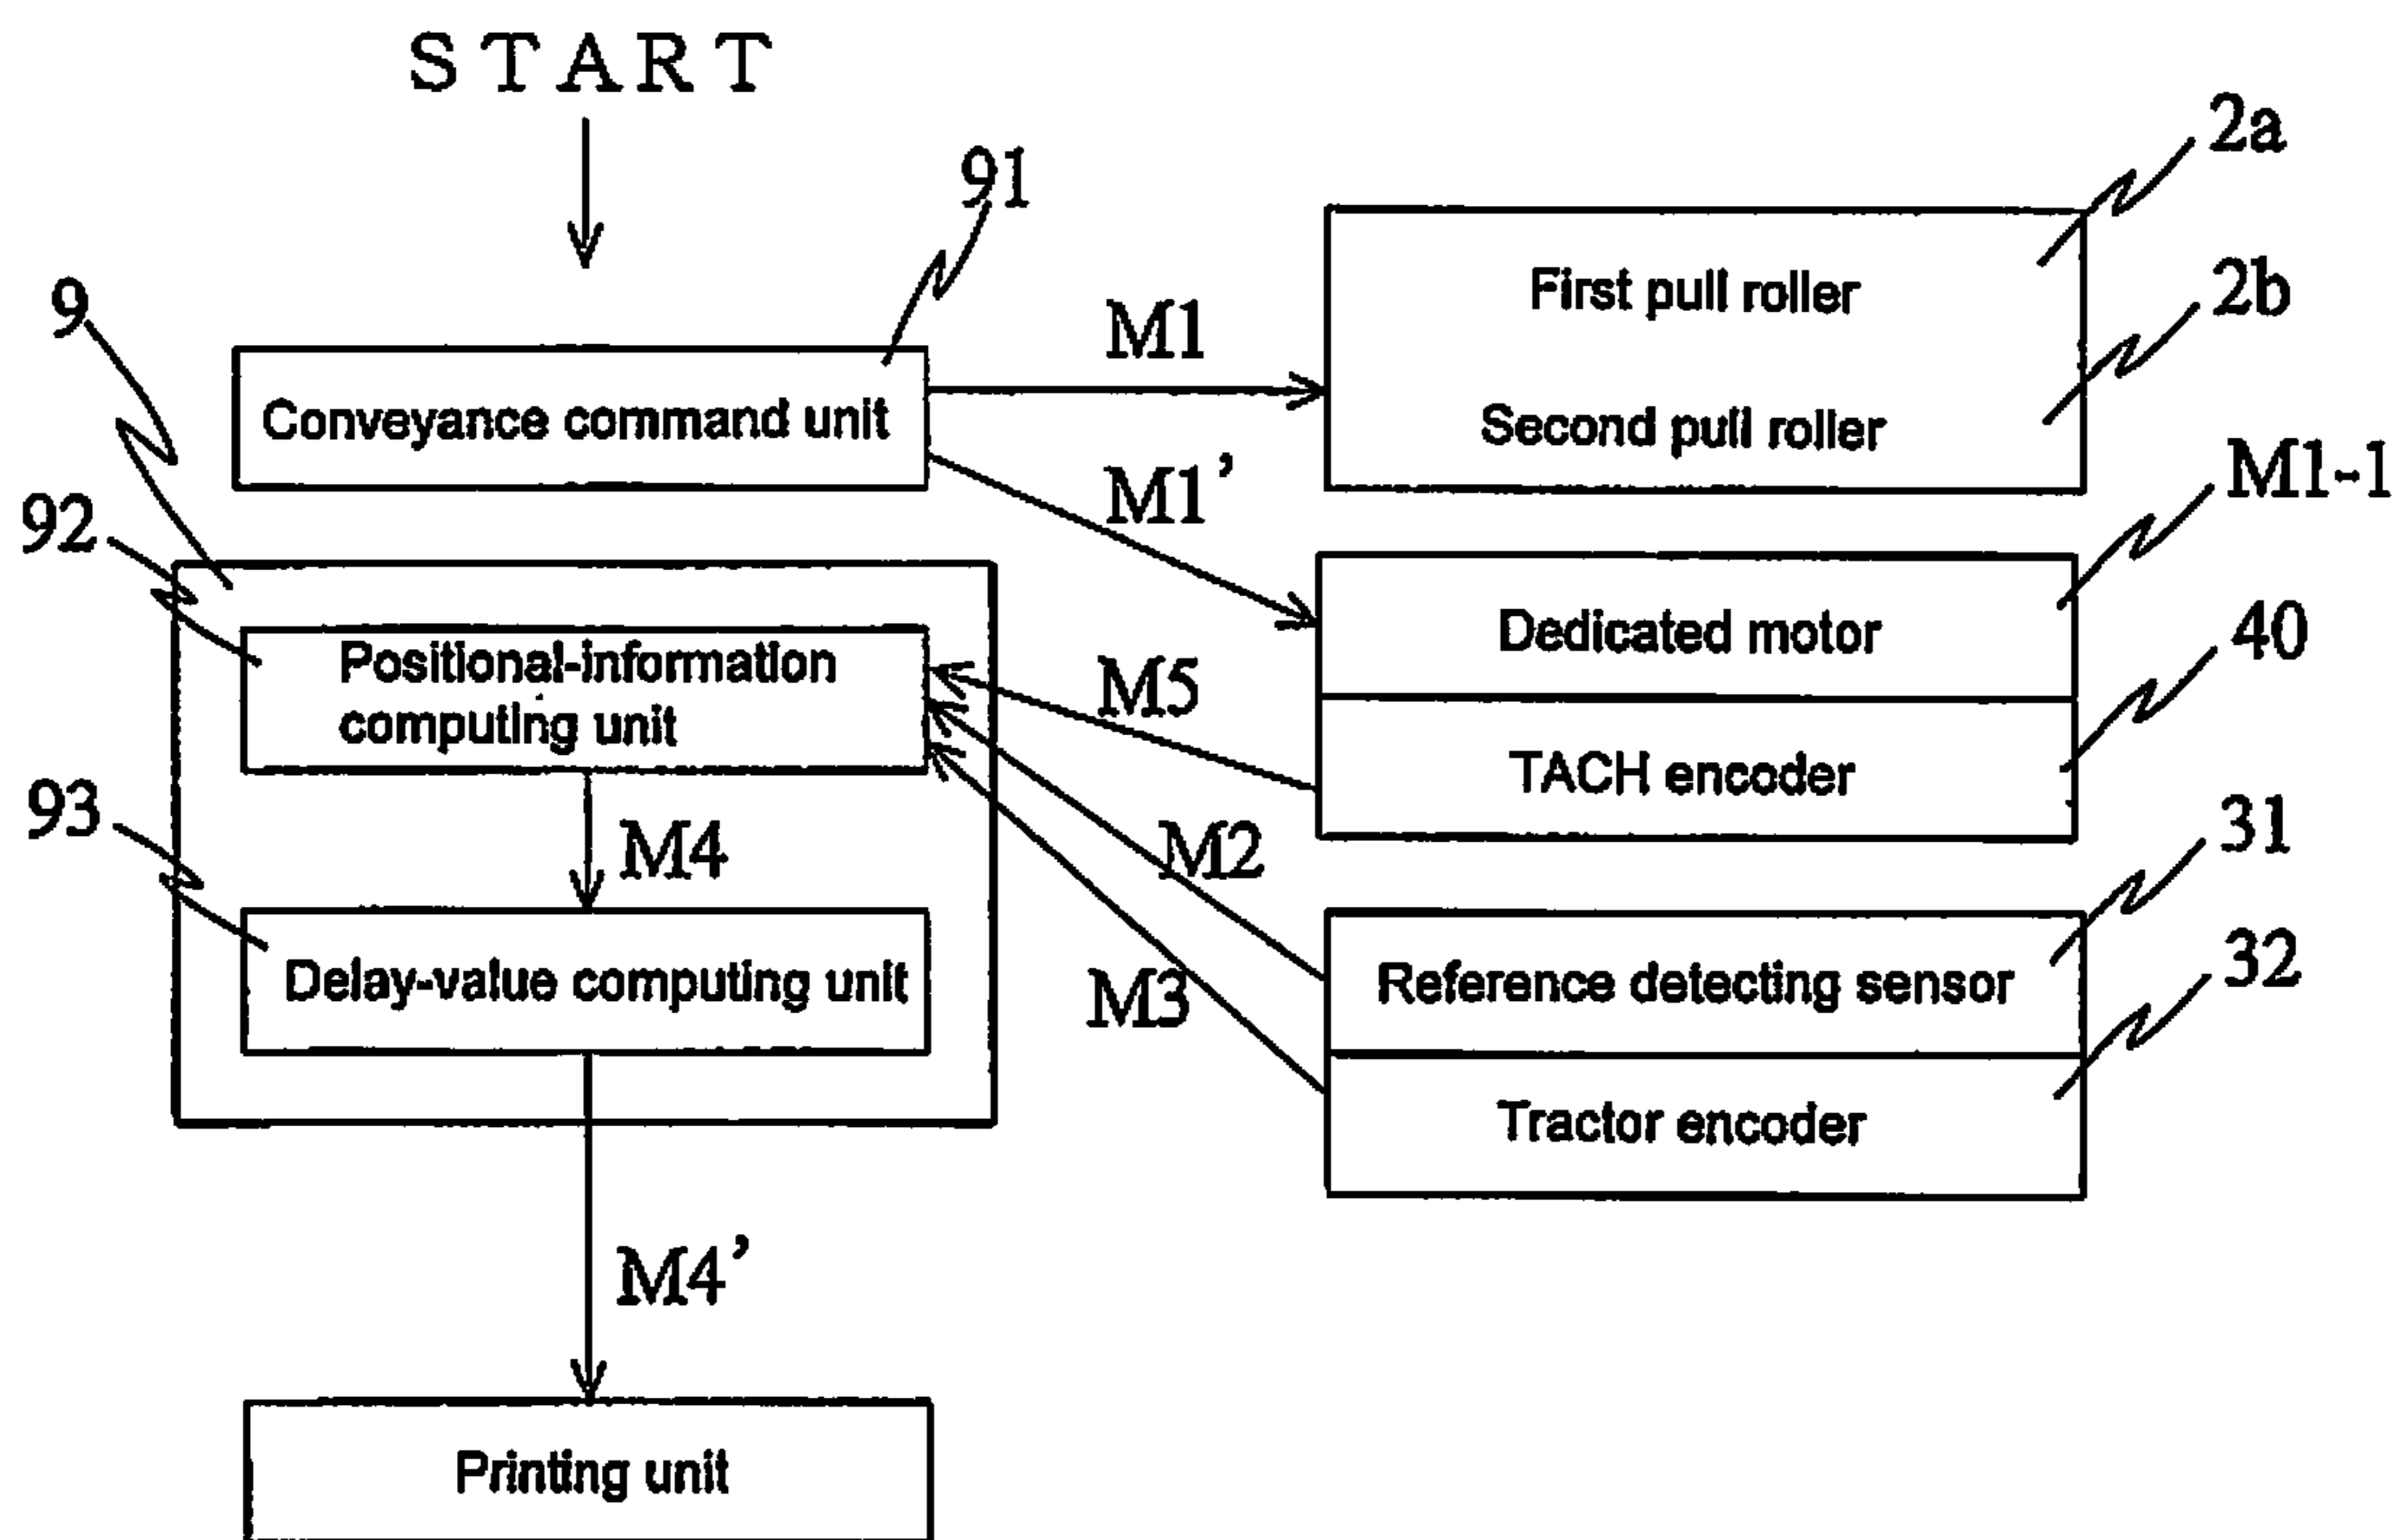 START
91
2a
9
M1
First pull roller
2b
Conveyance command unit
Second pull roller
M1'
M1-1
92
Dedicated motor
40
Positional-information
computing unit
M5
TACH encoder
93
M4
M2
31
Delay-value computing unit
M3
Reference detecting sensor
32
Tractor encoder
M4'
Printing unit